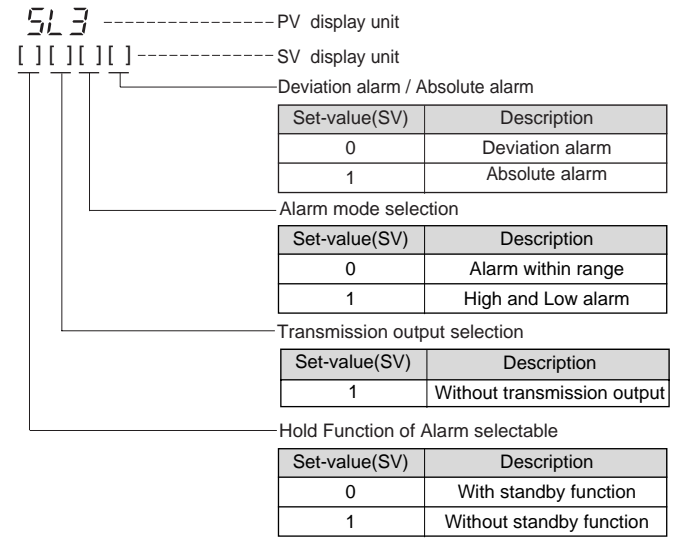 SL3 PV display unit
[ ][ ][ ][ ] SV display unit
Deviation alarm / Absolute alarm
Set-value(SV) Description
0 Deviation alarm
1 Absolute alarm
Alarm mode selection
Set-value(SV) Description
0 Alarm within range
1 High and Low alarm
Transmission output selection
Set-value(SV) Description
1 Without transmission output
Hold Function of Alarm selectable
Set-value(SV) Description
0 With standby function
1 Without standby function